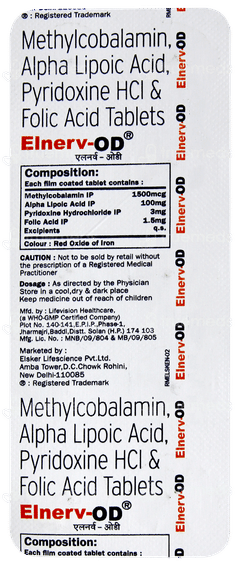 ® : Registered Trademark
Methylcobalamin,
Alpha Lipoic Acid,
Pyridoxine HCl &
Folic Acid Tablets
Elnerv-OD®
एलनर्व - ओडी
Composition:
Each film coated tablet contains :
Methylcobalamin IP 1500mcg
Alpha Lipoic Acid IP 100mg
Pyridoxine Hydrochloride IP 3mg
Folic Acid IP 1.5mg
Excipients q.s.
Colour : Red Oxide of Iron
CAUTION : Not to be sold by retail without
the prescription of a Registered Medical
Practitioner
Dosage : As directed by the Physician
Store in a cool,dry & dark place
Keep medicine out of reach of children
Mfd. by : Lifevision Healthcare.
(a WHO-GMP Certified Company)
Plot No. 140-141,E.P.I.P.,Phase-1,
Jharmajri,Baddi,Distt. Solan (H.P.) 174 103
Mfg. Lic. No. : MNB/09/804 & MB/09/805
Marketed by :
Elsker Lifescience Pvt.Ltd.
Amba Tower,D.C.Chowk Rohini,
New Delhi-110085
® : Registered Trademark
Methylcobalamin,
Alpha Lipoic Acid,
Pyridoxine HCl &
Folic Acid Tablets
Elnerv-OD®
एलनर्व - ओडी
Composition:
Each film coated tablet contains :
Elnerv-OD
Elnerv-OD
Elnerv-OD
Elnerv-OD
Elnerv-OD